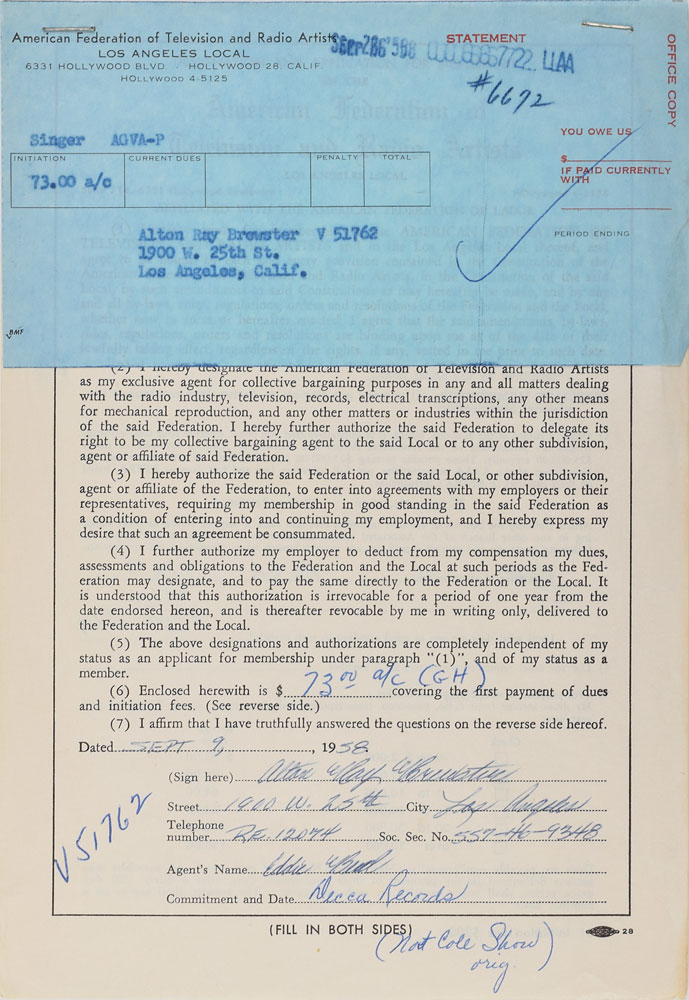 American Federation of Television and Radio Artists
LOS ANGELES LOCAL
6331 HOLLYWOOD BLVD · HOLLYWOOD 28, CALIF.
HOLLYWOOD 4-5125
STATEMENT
LLAA
#6692
OFFICE COPY
Singer AGVA-P
YOU OWE US
$
IF PAID CURRENTLY
WITH
PERIOD ENDING
INITIATION CURRENT DUES PENALTY TOTAL
73.00 a/c
Alton Ray Brewster V 51762
1900 W. 25th St.
Los Angeles, Calif.
BMF
(2) I hereby designate the American Federation of Television and Radio Artists
as my exclusive agent for collective bargaining purposes in any and all matters dealing
with the radio industry, television, records, electrical transcriptions, any other means
for mechanical reproduction, and any other matters or industries within the jurisdiction
of the said Federation. I hereby further authorize the said Federation to delegate its
right to be my collective bargaining agent to the said Local or to any other subdivision,
agent or affiliate of said Federation.
(3) I hereby authorize the said Federation or the said Local, or other subdivision,
agent or affiliate of the Federation, to enter into agreements with my employers or their
representatives, requiring my membership in good standing in the said Federation as
a condition of entering into and continuing my employment, and I hereby express my
desire that such an agreement be consummated.
(4) I further authorize my employer to deduct from my compensation my dues,
assessments and obligations to the Federation and the Local at such periods as the Fed-
eration may designate, and to pay the same directly to the Federation or the Local. It
is understood that this authorization is irrevocable for a period of one year from the
date endorsed hereon, and is thereafter revocable by me in writing only, delivered to
the Federation and the Local.
(5) The above designations and authorizations are completely independent of my
status as an applicant for membership under paragraph "(1)", and of my status as a
member.
(6) Enclosed herewith is $ 73 00 a/c (GH) covering the first payment of dues
and initiation fees. (See reverse side.)
(7) I affirm that I have truthfully answered the questions on the reverse side hereof.
Dated SEPT 9, 1958
(Sign here) Alton Ray Brewster
Street 1900 W. 25th City Los Angeles
Telephone
number RE. 12074 Soc. Sec. No. 557-46-9348
V51762
Agent's Name Eddie
Commitment and Date Decca Records
(FILL IN BOTH SIDES)
28
(Nat Cole Show)
orig.